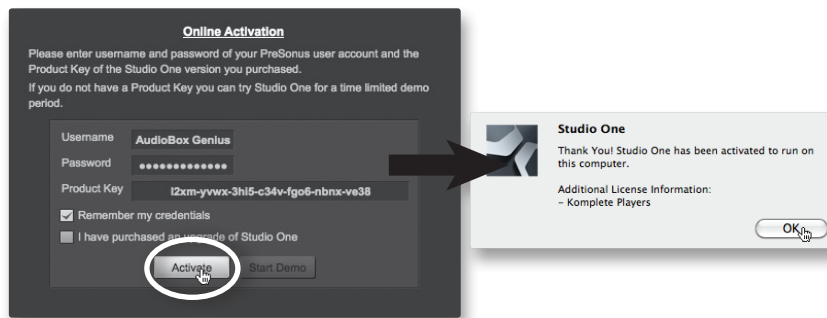 Online Activation
Please enter username and password of your PreSonus user account and the
Product Key of the Studio One version you purchased.
If you do not have a Product Key you can try Studio One for a time limited demo
period.
Username AudioBox Genius
Password •••••••••••••
Product Key l2xm-yvwx-3hi5-c34v-fgo6-nbnx-ve38
Remember my credentials
I have purchased an upgrade of Studio One
Activate Start Demo
Studio One
Thank You! Studio One has been activated to run on
this computer.
Additional License Information:
- Komplete Players
OK